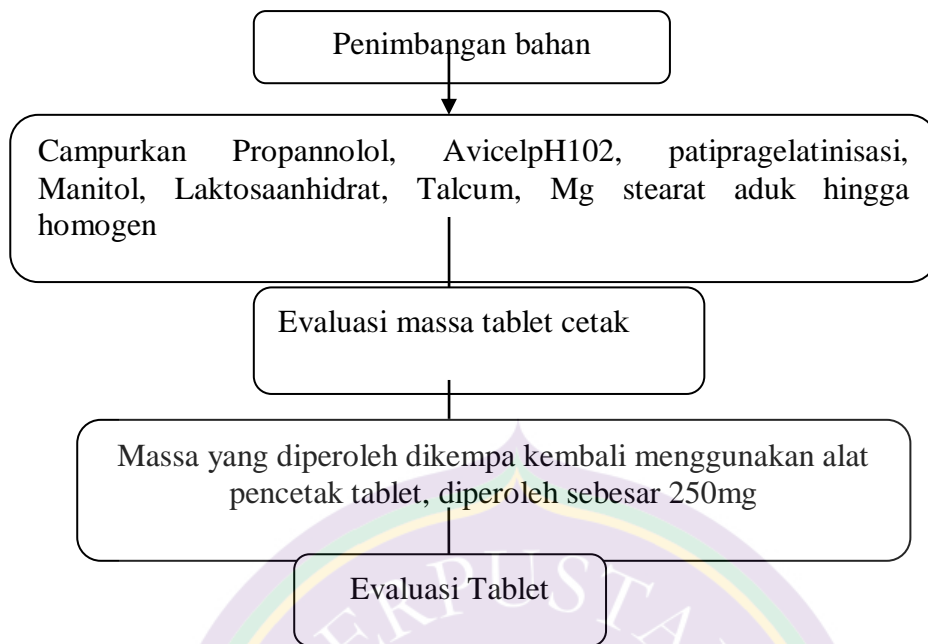 Penimbangan bahan
Campurkan Propannolol, AvicelpH102, patipragelatinisasi,
Manitol, Laktosaanhidrat, Talcum, Mg stearat aduk hingga
homogen
Evaluasi massa tablet cetak
Massa yang diperoleh dikempa kembali menggunakan alat
pencetak tablet, diperoleh sebesar 250mg
Evaluasi Tablet
ERPUSTA